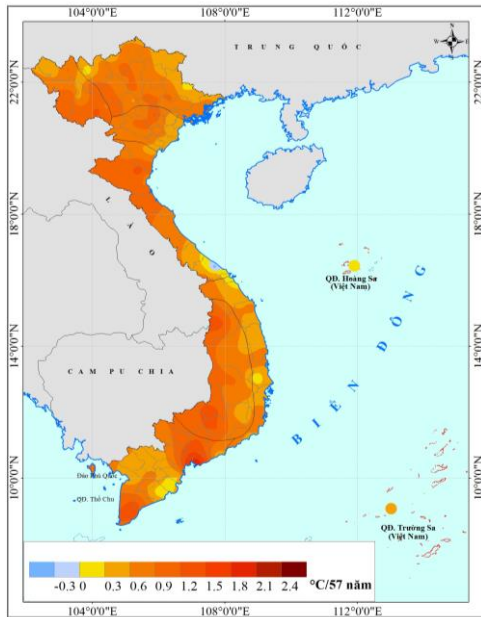 104°0'0"E 108°0'0"E 112°0'0"E
N
W E
S
TRUNG QUỐC
22°0'0"N 22°0'0"N
18°0'0"N 18°0'0"N
LÀO
QĐ. Hoàng Sa
(Việt Nam)
BIỂN ĐÔNG
14°0'0"N 14°0'0"N
CAM PU CHIA
10°0'0"N 10°0'0"N
Đảo Phú Quốc
QĐ. Thổ Chu
QĐ. Trường Sa
(Việt Nam)
-0.3 0 0.3 0.6 0.9 1.2 1.5 1.8 2.1 2.4 °C/57 năm
104°0'0"E 108°0'0"E 112°0'0"E